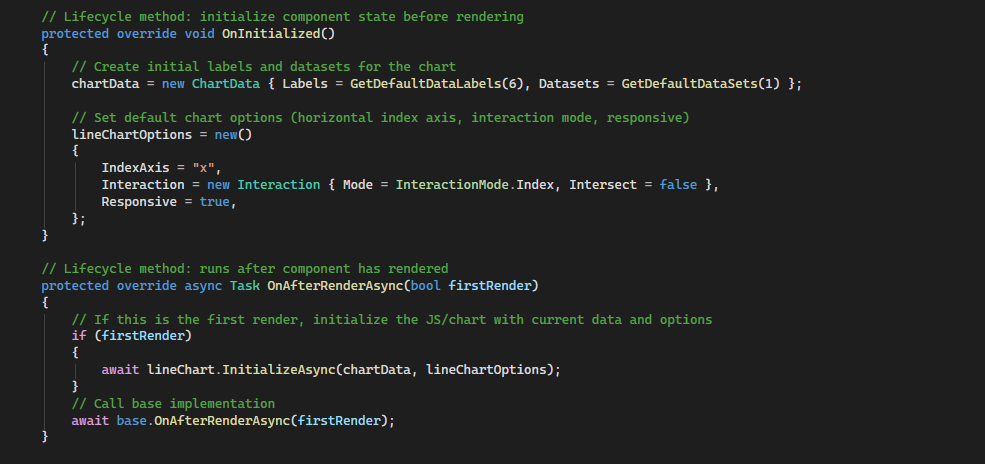 // Lifecycle method: initialize component state before rendering
protected override void OnInitialized()
{
    // Create initial labels and datasets for the chart
    chartData = new ChartData { Labels = GetDefaultDataLabels(6), Datasets = GetDefaultDataSets(1) };

    // Set default chart options (horizontal index axis, interaction mode, responsive)
    lineChartOptions = new()
    {
        IndexAxis = "x",
        Interaction = new Interaction { Mode = InteractionMode.Index, Intersect = false },
        Responsive = true,
    };
}

// Lifecycle method: runs after component has rendered
protected override async Task OnAfterRenderAsync(bool firstRender)
{
    // If this is the first render, initialize the JS/chart with current data and options
    if (firstRender)
    {
        await lineChart.InitializeAsync(chartData, lineChartOptions);
    }
    // Call base implementation
    await base.OnAfterRenderAsync(firstRender);
}